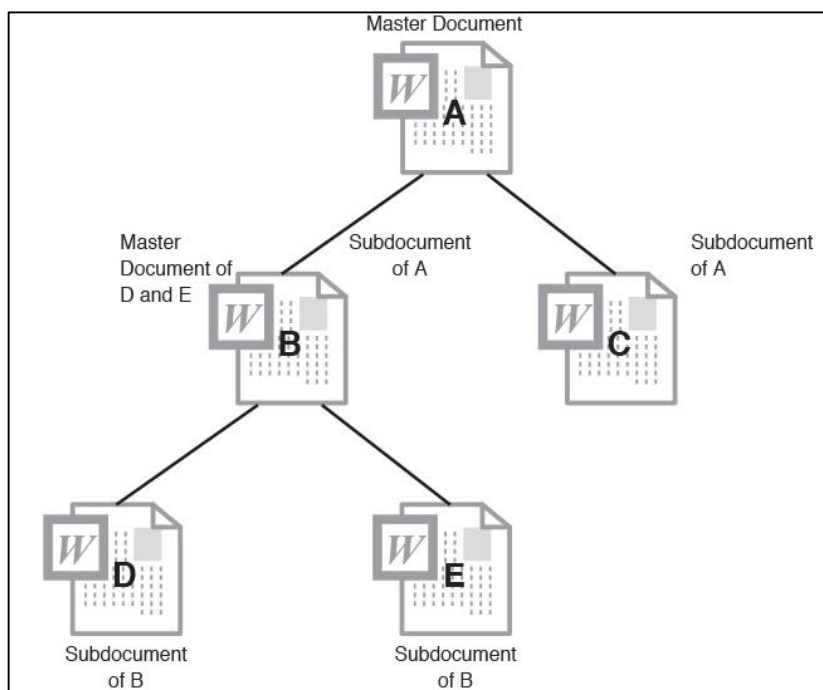 Master Document
W
A
Master
Document of
D and E
Subdocument
of A
Subdocument
of A
W
B
W
C
W
D
W
E
Subdocument
of B
Subdocument
of B